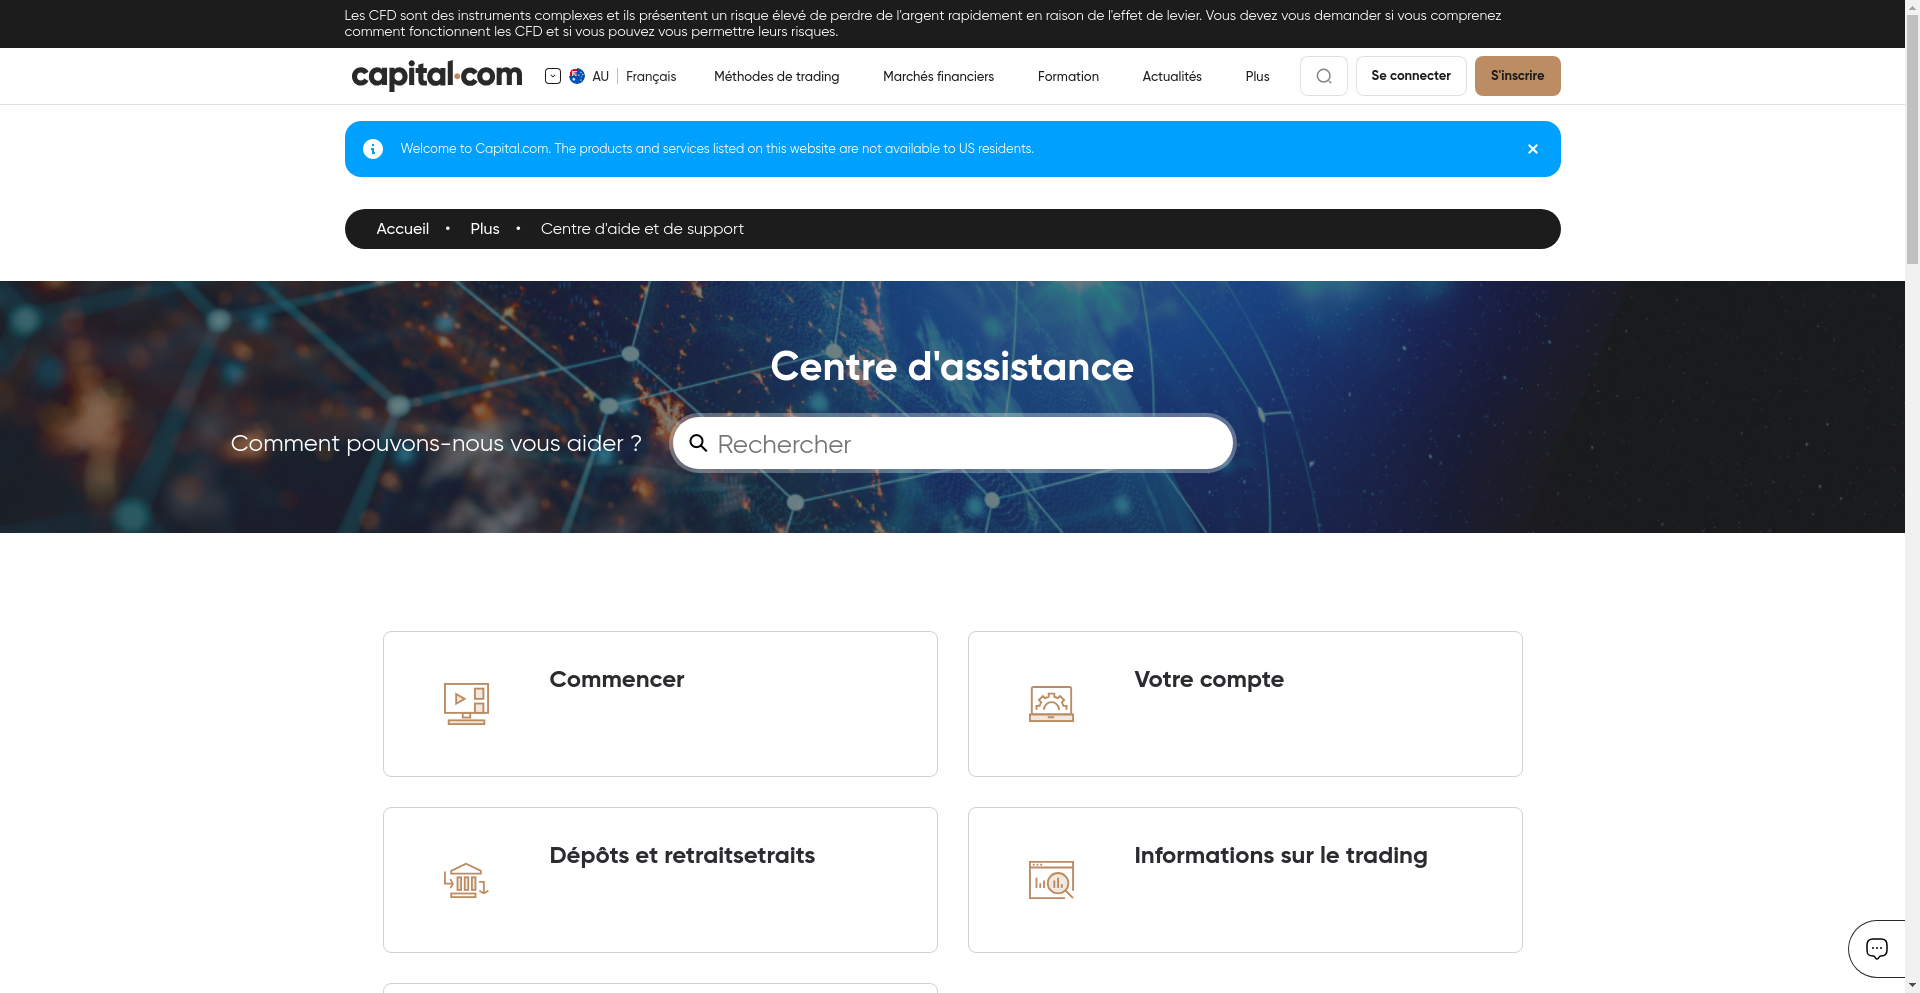 Les CFD sont des instruments complexes et ils présentent un risque élevé de perdre de l'argent rapidement en raison de l'effet de levier. Vous devez vous demander si vous comprenez
comment fonctionnent les CFD et si vous pouvez vous permettre leurs risques.
capital.com AU Français Méthodes de trading Marchés financiers Formation Actualités Plus Se connecter S'inscrire
Welcome to Capital.com. The products and services listed on this website are not available to US residents.
Accueil • Plus • Centre d'aide et de support
Centre d'assistance
Comment pouvons-nous vous aider ? Rechercher
Commencer
Votre compte
Dépôts et retraitsetraits
Informations sur le trading